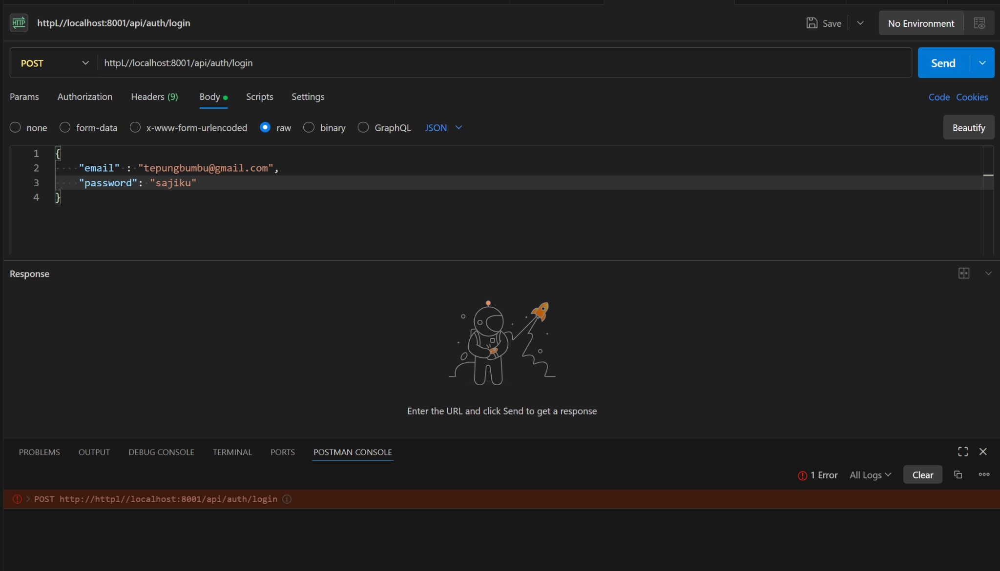 HTTP httpL//localhost:8001/api/auth/login Save No Environment
POST httpL//localhost:8001/api/auth/login Send
Params Authorization Headers (9) Body Scripts Settings Code Cookies
none form-data x-www-form-urlencoded raw binary GraphQL JSON Beautify
1 {
2 "email" : "tepungbumbu@gmail.com",
3 "password": "sajiku"
4 }
Response
Enter the URL and click Send to get a response
PROBLEMS OUTPUT DEBUG CONSOLE TERMINAL PORTS POSTMAN CONSOLE
1 Error All Logs Clear
POST http://httpl//localhost:8001/api/auth/login